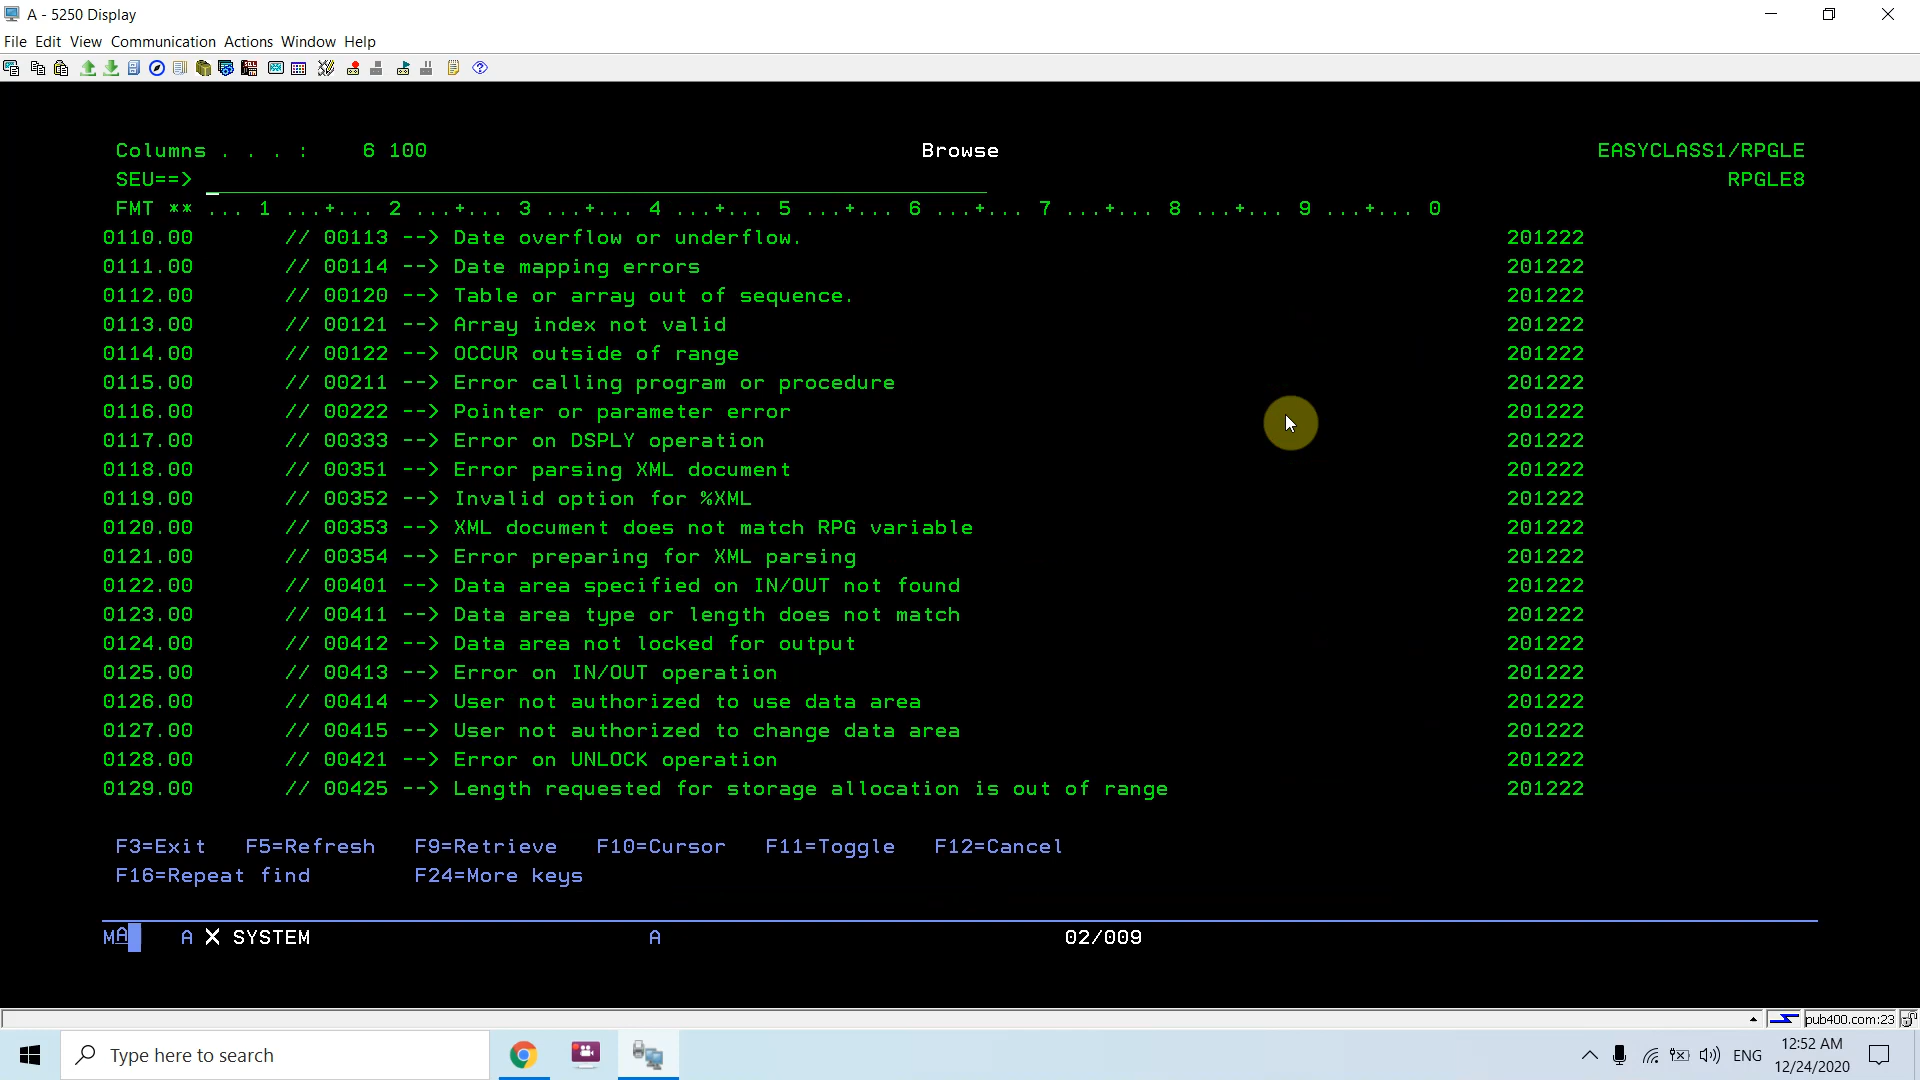 A - 5250 Display
File Edit View Communication Actions Window Help
Columns . . . :    6 100    Browse    EASYCLASS1/RPGLE
SEU==>    RPGLE8
FMT ** ... 1 ...+... 2 ...+... 3 ...+... 4 ...+... 5 ...+... 6 ...+... 7 ...+... 8 ...+... 9 ...+... 0
0110.00 // 00113 --> Date overflow or underflow. 201222
0111.00 // 00114 --> Date mapping errors 201222
0112.00 // 00120 --> Table or array out of sequence. 201222
0113.00 // 00121 --> Array index not valid 201222
0114.00 // 00122 --> OCCUR outside of range 201222
0115.00 // 00211 --> Error calling program or procedure 201222
0116.00 // 00222 --> Pointer or parameter error 201222
0117.00 // 00333 --> Error on DSPLY operation 201222
0118.00 // 00351 --> Error parsing XML document 201222
0119.00 // 00352 --> Invalid option for %XML 201222
0120.00 // 00353 --> XML document does not match RPG variable 201222
0121.00 // 00354 --> Error preparing for XML parsing 201222
0122.00 // 00401 --> Data area specified on IN/OUT not found 201222
0123.00 // 00411 --> Data area type or length does not match 201222
0124.00 // 00412 --> Data area not locked for output 201222
0125.00 // 00413 --> Error on IN/OUT operation 201222
0126.00 // 00414 --> User not authorized to use data area 201222
0127.00 // 00415 --> User not authorized to change data area 201222
0128.00 // 00421 --> Error on UNLOCK operation 201222
0129.00 // 00425 --> Length requested for storage allocation is out of range 201222
F3=Exit F5=Refresh F9=Retrieve F10=Cursor F11=Toggle F12=Cancel
F16=Repeat find F24=More keys
MA A X SYSTEM A 02/009
pub400.com:23
Type here to search ENG 12:52 AM
12/24/2020